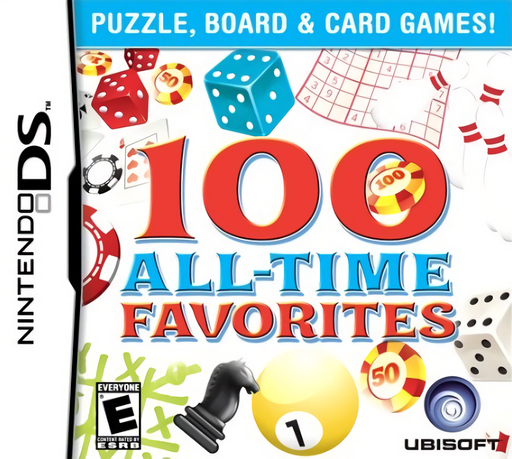 PUZZLE, BOARD & CARD GAMES!
NINTENDO DS™
50
100
100
ALL-TIME
FAVORITES
50
1
EVERYONE
E
CONTENT RATED BY
ESRB
UBISOFT